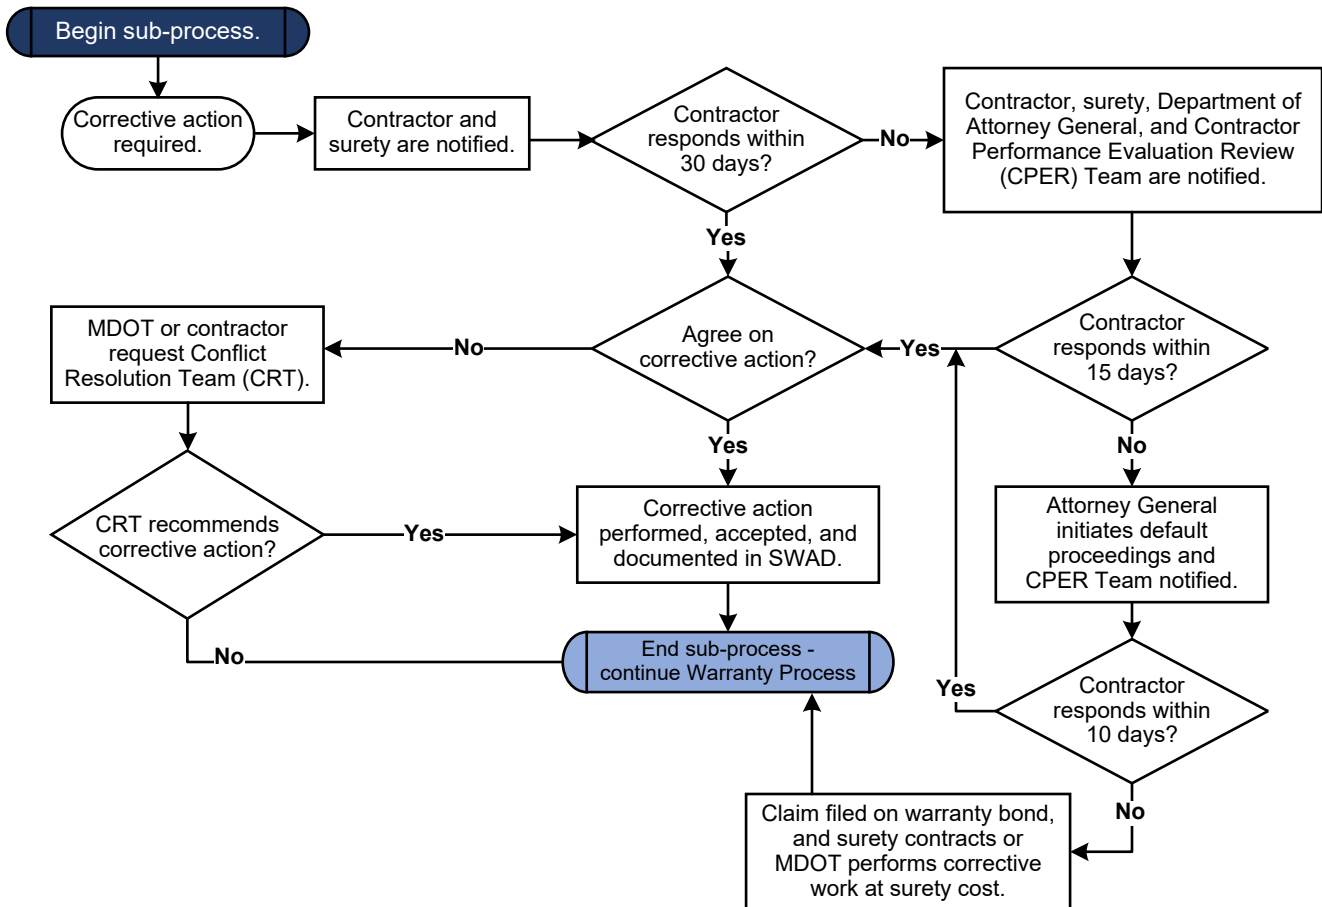 Begin sub-process.
Corrective action
required.
Contractor and
surety are notified.
Contractor
responds within
30 days?
No
Contractor, surety, Department of
Attorney General, and Contractor
Performance Evaluation Review
(CPER) Team are notified.
Yes
MDOT or contractor
request Conflict
Resolution Team (CRT).
No
Agree on
corrective action?
Yes
Contractor
responds within
15 days?
Yes
No
CRT recommends
corrective action?
Yes
Corrective action
performed, accepted, and
documented in SWAD.
Attorney General
initiates default
proceedings and
CPER Team notified.
No
End sub-process -
continue Warranty Process
Yes
Contractor
responds within
10 days?
No
Claim filed on warranty bond,
and surety contracts or
MDOT performs corrective
work at surety cost.